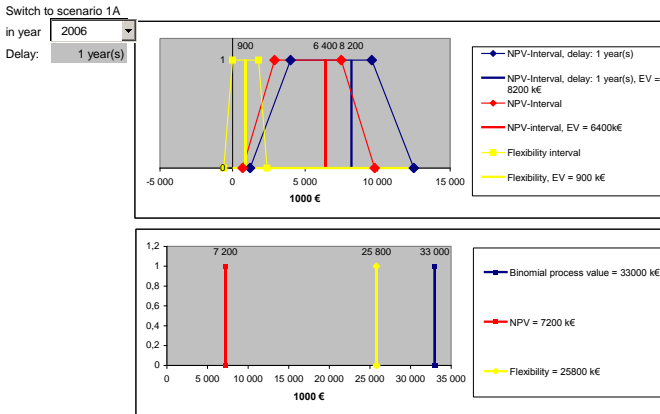 Switch to scenario 1A
in year 2006
Delay: 1 year(s)
900 6 400 8 200
1
0
-5 000 0 5 000 10 000 15 000
1000 €
NPV-Interval, delay: 1 year(s)
NPV-Interval, delay: 1 year(s), EV =
8200 k€
NPV-Interval
NPV-interval, EV = 6400k€
Flexibility interval
Flexibility, EV = 900 k€
1,2
1
0,8
0,6
0,4
0,2
0
7 200 25 800 33 000
0 5 000 10 000 15 000 20 000 25 000 30 000 35 000
1000 €
Binomial process value = 33000 k€
NPV = 7200 k€
Flexibility = 25800 k€